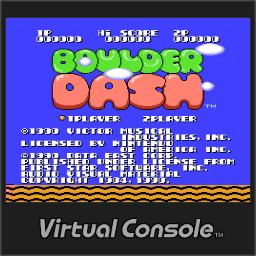 1P HI SCORE 2P
000000 000000 000000
BOULDER
DASH TM
1PLAYER 2PLAYER
©1990 VICTOR MUSICAL
INDUSTRIES, INC.
LICENSED BY NINTENDO
OF AMERICA INC.
©1990 DATA EAST CORP.
PUBLISHED UNDER LICENSE FROM
FIRST STAR SOFTWARE, INC.
AUDIO VISUAL MATERIAL
COPYRIGHT 1984, 1990.
Virtual Console TM